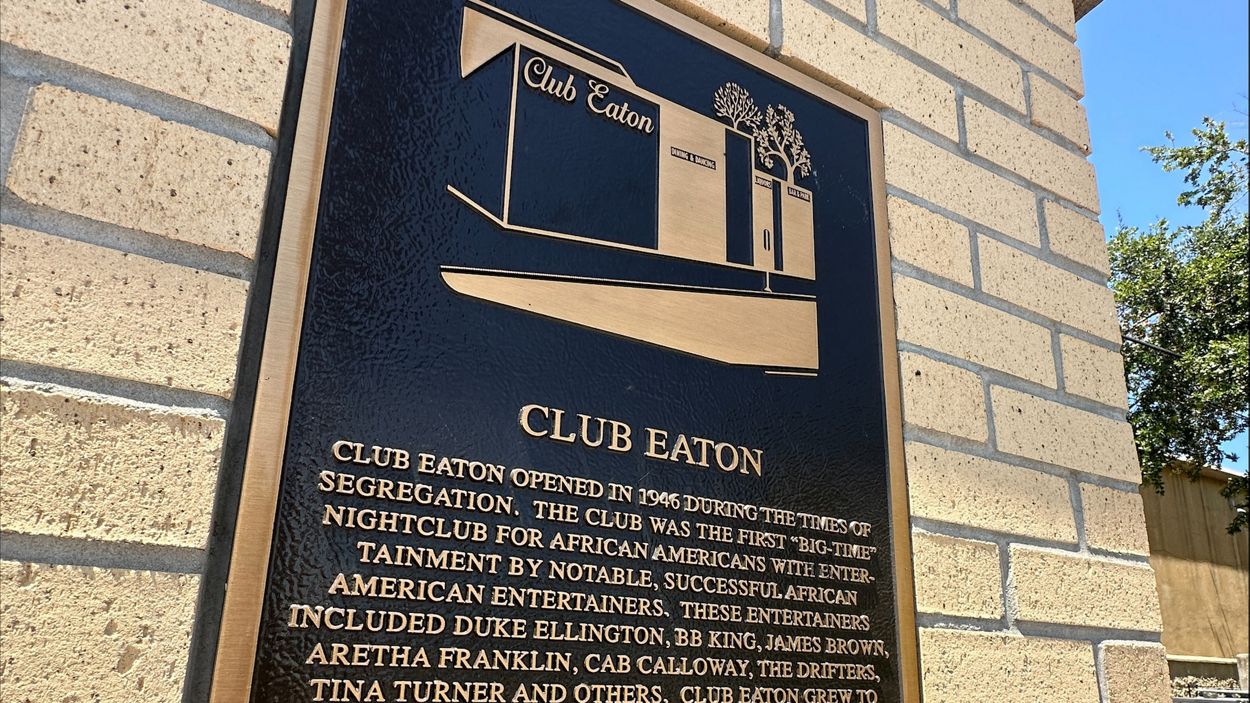 Club Eaton
DINING & DANCING
LIQUORS
BAR-B-PORK
CLUB EATON
CLUB EATON OPENED IN 1946 DURING THE TIMES OF
SEGREGATION. THE CLUB WAS THE FIRST "BIG-TIME"
NIGHTCLUB FOR AFRICAN AMERICANS WITH ENTER-
TAINMENT BY NOTABLE, SUCCESSFUL AFRICAN
AMERICAN ENTERTAINERS. THESE ENTERTAINERS
INCLUDED DUKE ELLINGTON, BB KING, JAMES BROWN,
ARETHA FRANKLIN, CAB CALLOWAY, THE DRIFTERS,
TINA TURNER AND OTHERS. CLUB EATON GREW TO